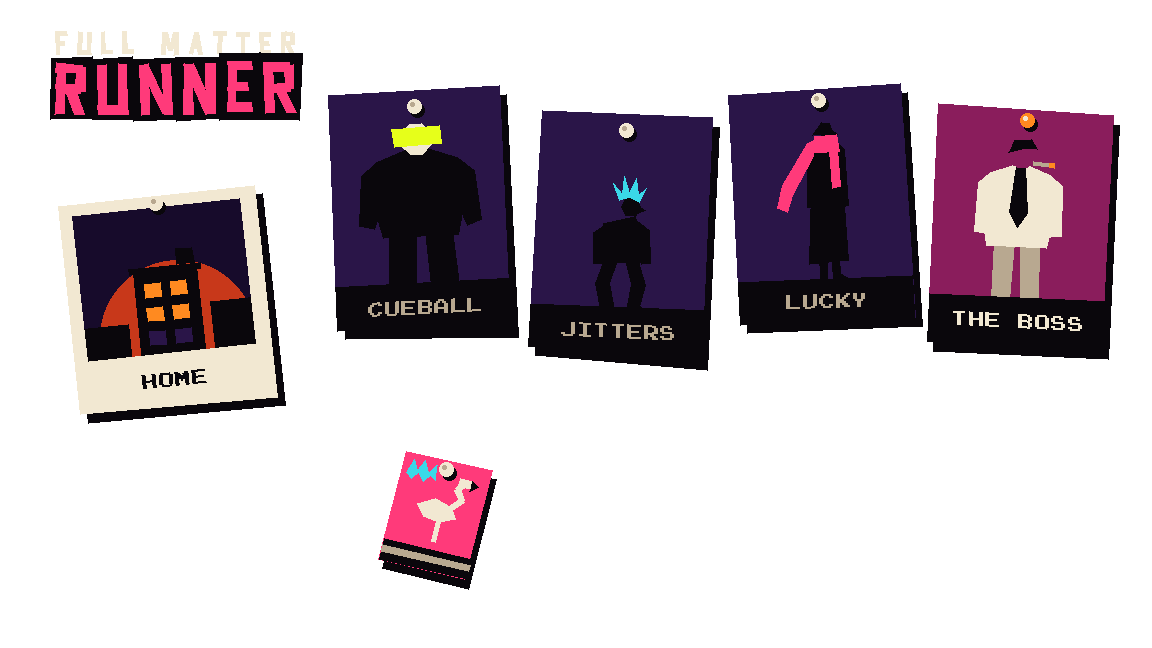 FULL MATTER
RUNNER
CUEBALL
JITTERS
LUCKY
THE BOSS
HOME